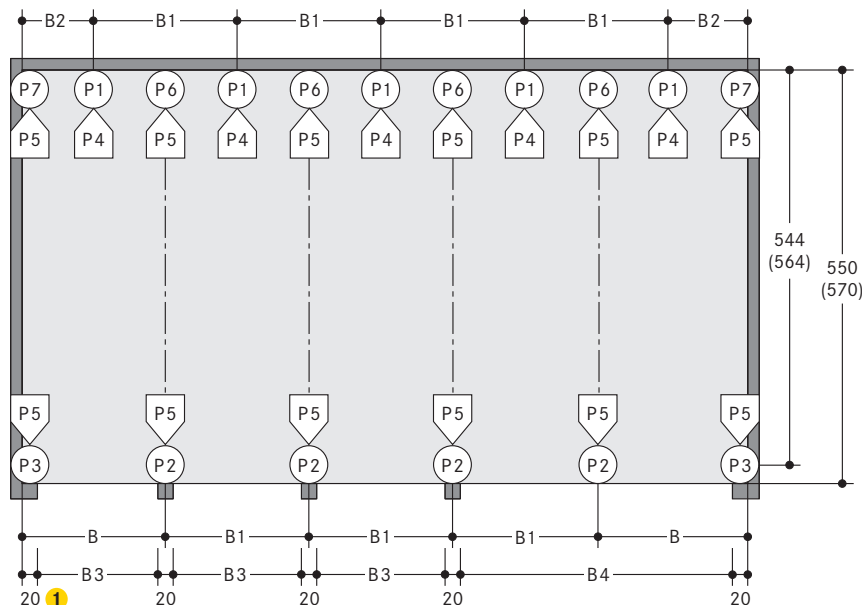 B2 B1 B1 B1 B1 B2
P7 P1 P6 P1 P6 P1 P6 P1 P6 P1 P7
P5 P4 P5 P4 P5 P4 P5 P4 P5 P4 P5
544
(564)
550
(570)
P5 P5 P5 P5 P5 P5
P3 P2 P2 P2 P2 P3
B B1 B1 B1 B
B3 B3 B3 B4
20 1 20 20 20